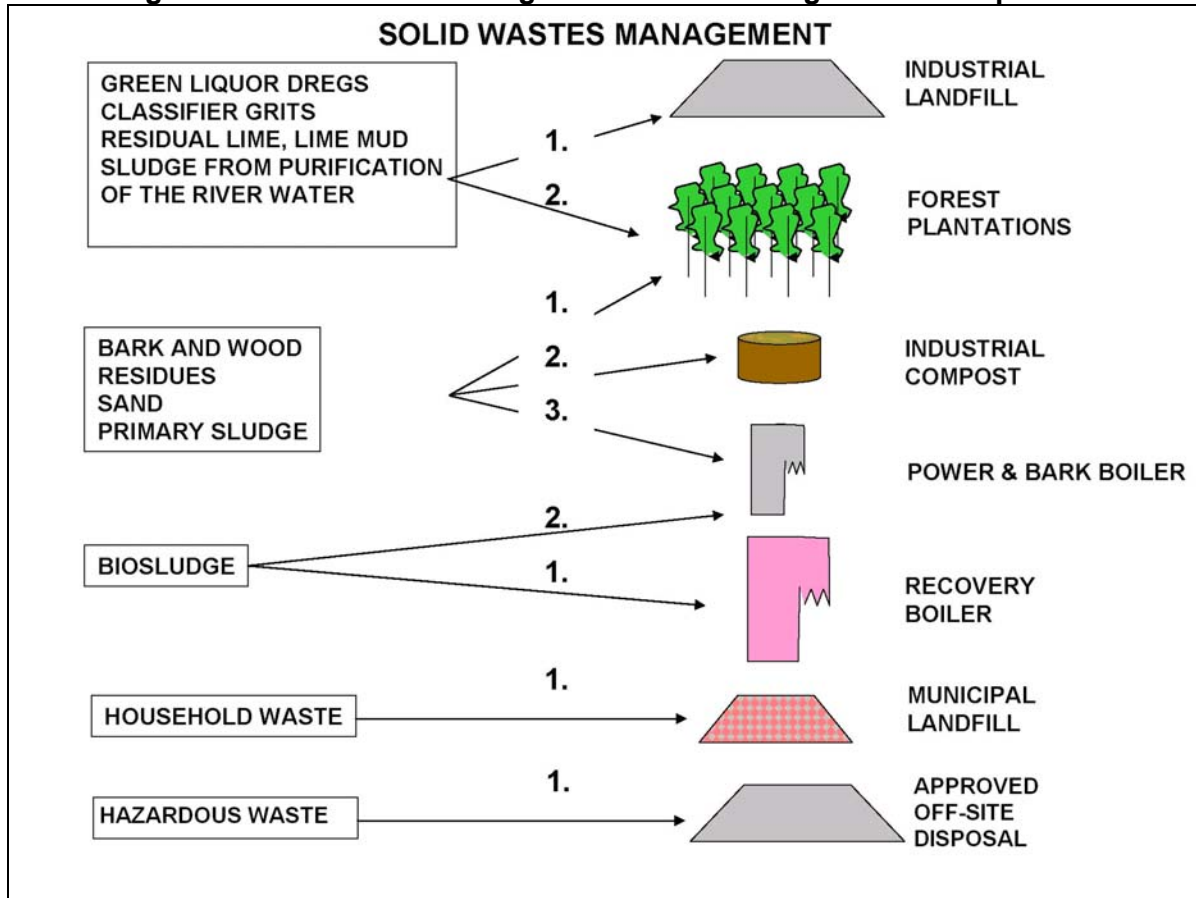 SOLID WASTES MANAGEMENT
GREEN LIQUOR DREGS
CLASSIFIER GRITS
RESIDUAL LIME, LIME MUD
SLUDGE FROM PURIFICATION
OF THE RIVER WATER
1.
2.
INDUSTRIAL
LANDFILL
FOREST
PLANTATIONS
BARK AND WOOD
RESIDUES
SAND
PRIMARY SLUDGE
1.
2.
3.
INDUSTRIAL
COMPOST
POWER & BARK BOILER
BIOSLUDGE
2.
1.
RECOVERY
BOILER
HOUSEHOLD WASTE
1.
MUNICIPAL
LANDFILL
HAZARDOUS WASTE
1.
APPROVED
OFF-SITE
DISPOSAL